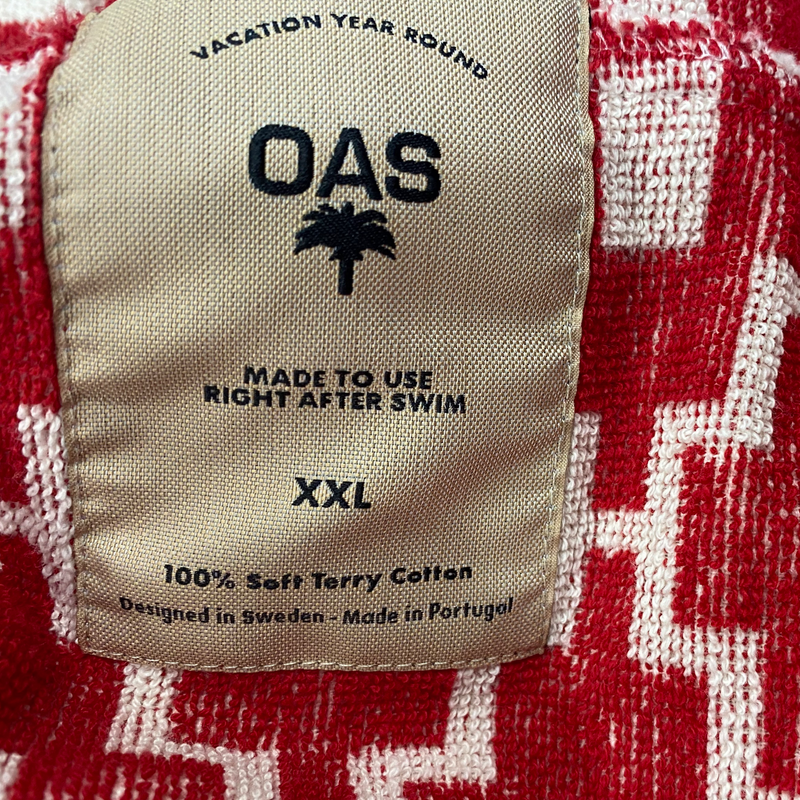 VACATION YEAR ROUND
OAS
MADE TO USE
RIGHT AFTER SWIM
XXL
100% Soft Terry Cotton
Designed in Sweden - Made in Portugal